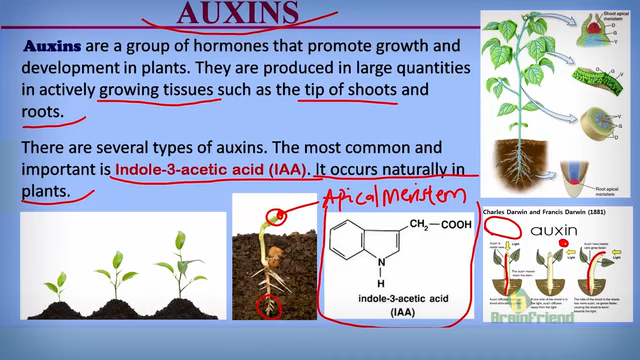 AUXINS
Auxins are a group of hormones that promote growth and
development in plants. They are produced in large quantities
in actively growing tissues such as the tip of shoots and
roots.
There are several types of auxins. The most common and
important is Indole-3-acetic acid (IAA). It occurs naturally in
plants.
Apical meristem
CH2—COOH
N
H
indole-3-acetic acid
(IAA)
Shoot apical
meristem
D
G
V
D
G
V
V
D
G
Root apical
meristem
Charles Darwin and Francis Darwin (1881)
auxin
Light
Light
Light
BrainFriend